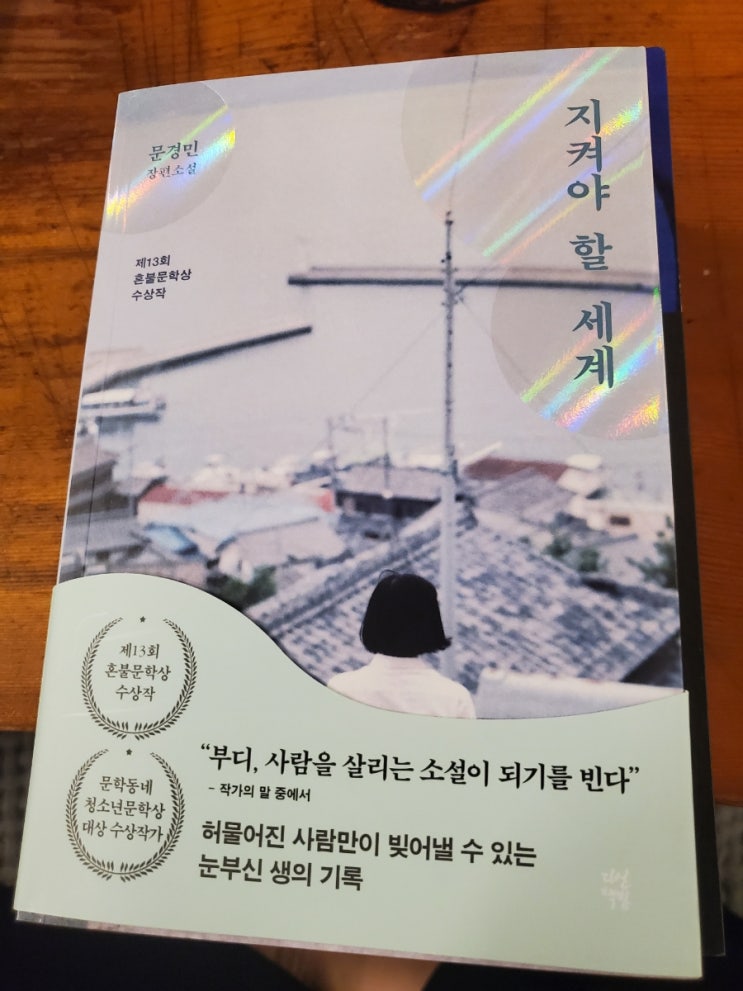 문경민
장편소설
지켜야 할 세계
제13회
혼불문학상
수상작
제13회
혼불문학상
수상작
문학동네
청소년문학상
대상 수상작가
“부디, 사람을 살리는 소설이 되기를 빈다”
- 작가의 말 중에서
허물어진 사람만이 빚어낼 수 있는
눈부신 생의 기록
다산
책방